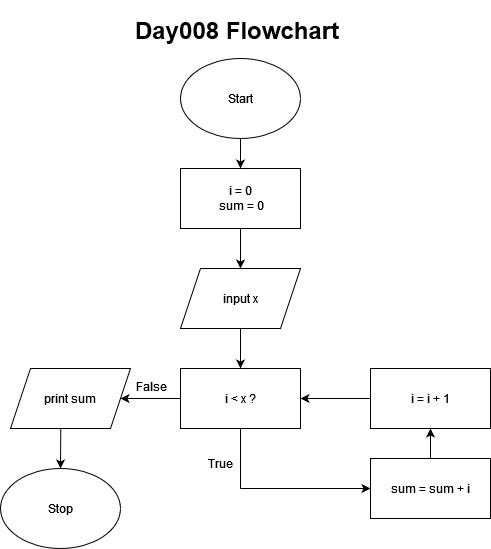 Day008 Flowchart
Start
i = 0
sum = 0
input x
False
print sum
i < x ?
i = i + 1
True
sum = sum + i
Stop